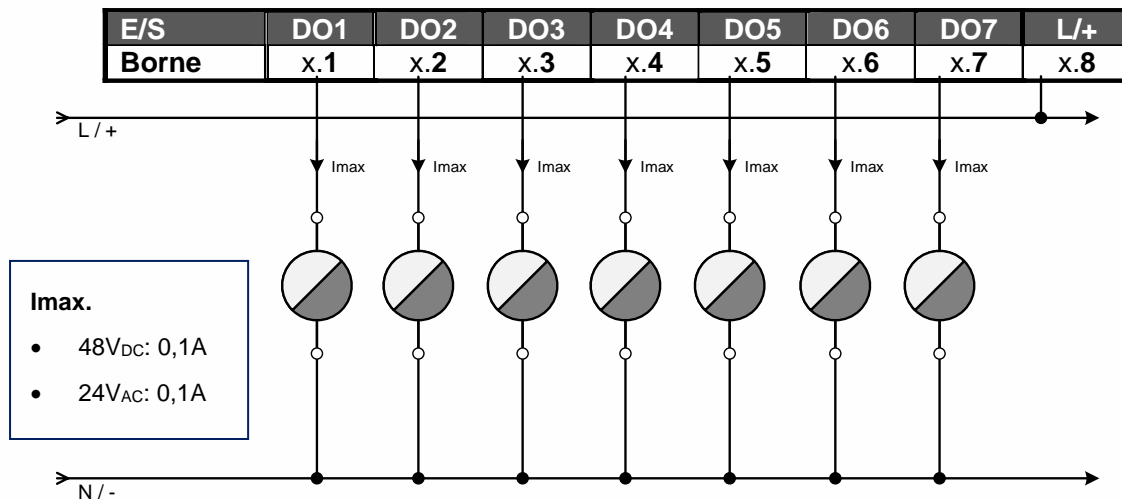 E/S DO1 DO2 DO3 DO4 DO5 DO6 DO7 L/+
Borne x.1 x.2 x.3 x.4 x.5 x.6 x.7 x.8
L / +
Imax Imax Imax Imax Imax Imax Imax
Imax.
• 48VDC: 0,1A
• 24VAC: 0,1A
N / -